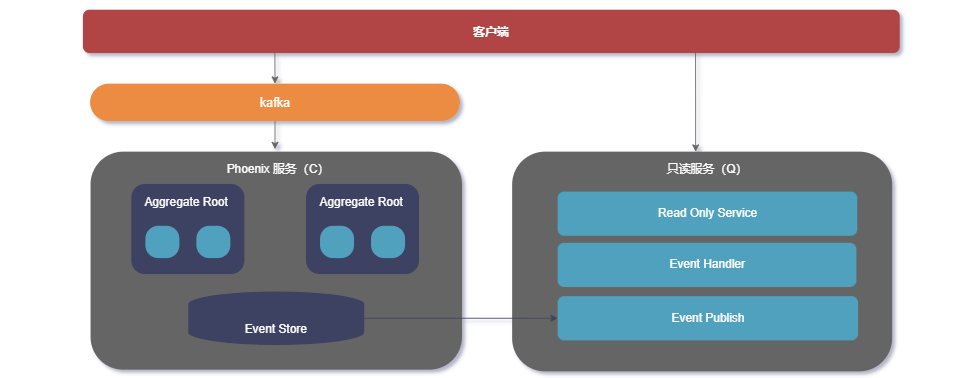 客户端
kafka
Phoenix 服务（C）
Aggregate Root
Aggregate Root
Event Store
只读服务（Q）
Read Only Service
Event Handler
Event Publish